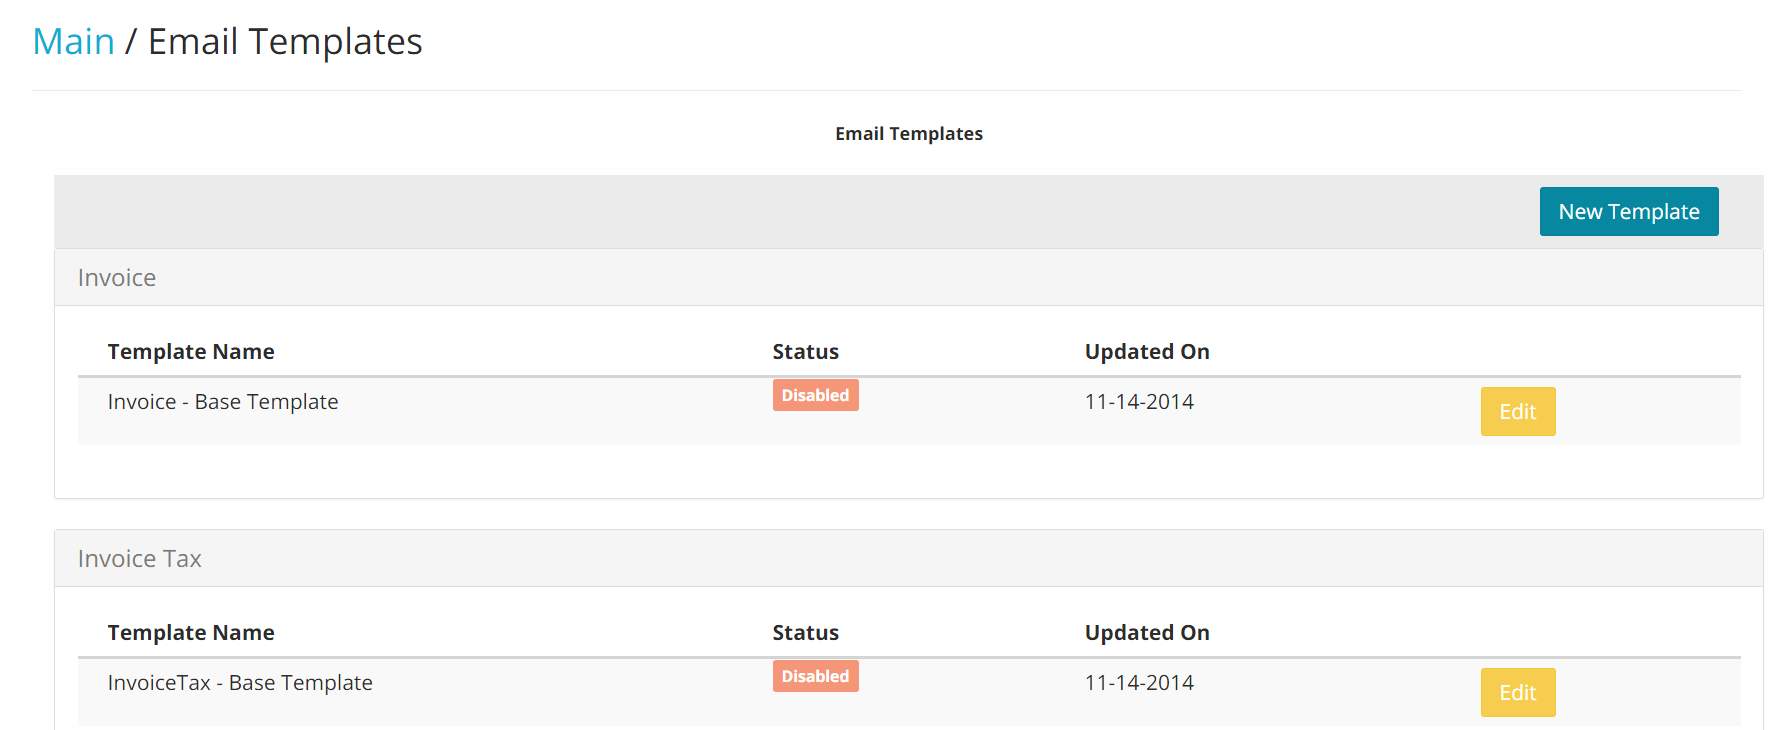 Main / Email Templates
Email Templates
New Template
Invoice
Template Name Status Updated On
Invoice - Base Template Disabled 11-14-2014 Edit
Invoice Tax
Template Name Status Updated On
InvoiceTax - Base Template Disabled 11-14-2014 Edit